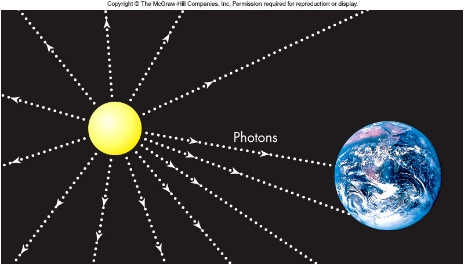 Copyright © The McGraw-Hill Companies, Inc. Permission required for reproduction or display.
Photons